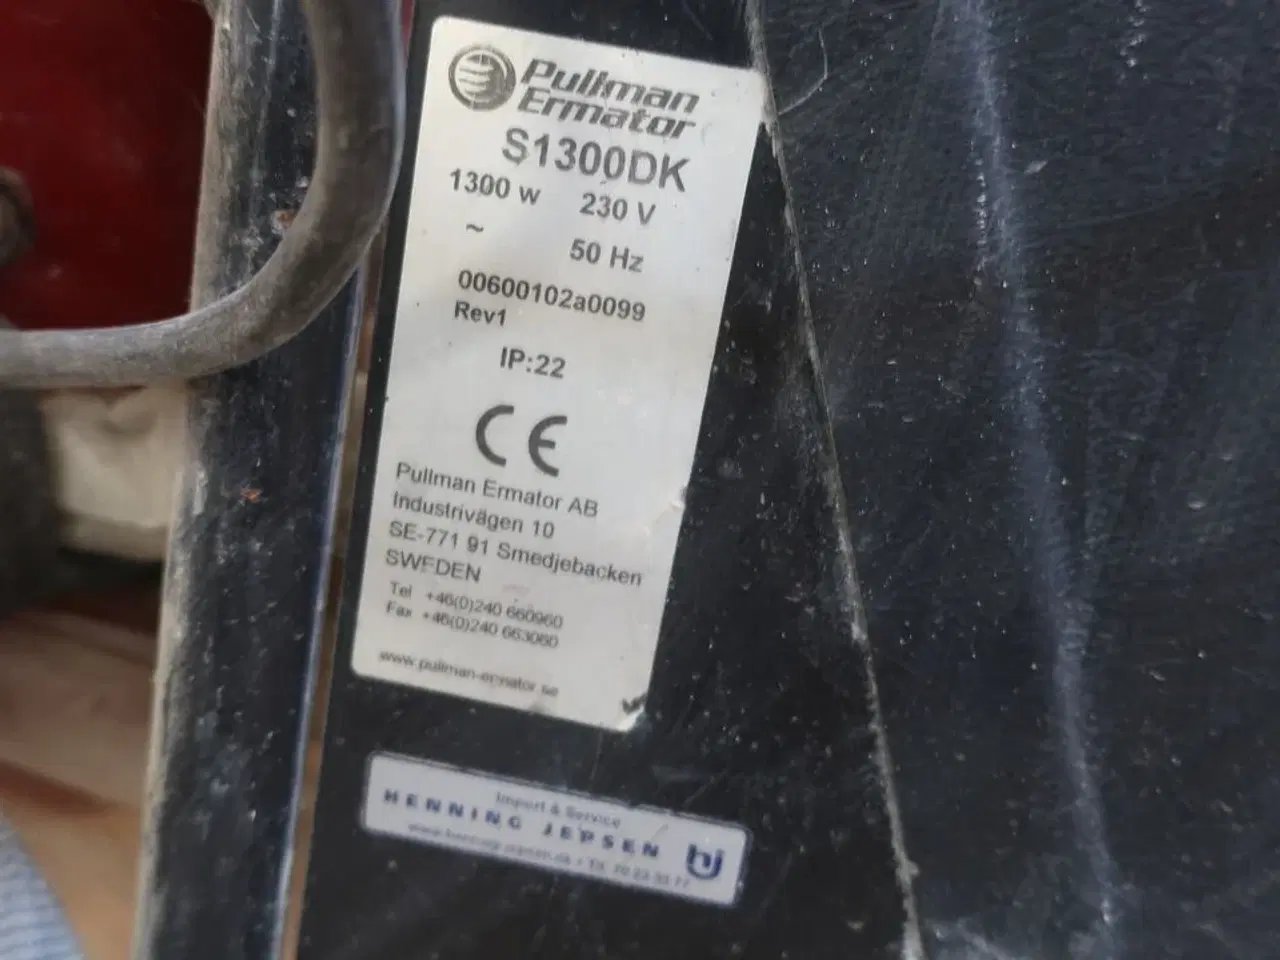 Pullman
Ermator
S1300DK
1300 w 230 V
~ 50 Hz
00600102a0099
Rev1
IP:22
CE
Pullman Ermator AB
Industrivägen 10
SE-771 91 Smedjebacken
SWEDEN
Tel +46(0)240 660960
Fax +46(0)240 663060
www.pullman-ermator.se
Import & Service
HENNING JEPSEN hj